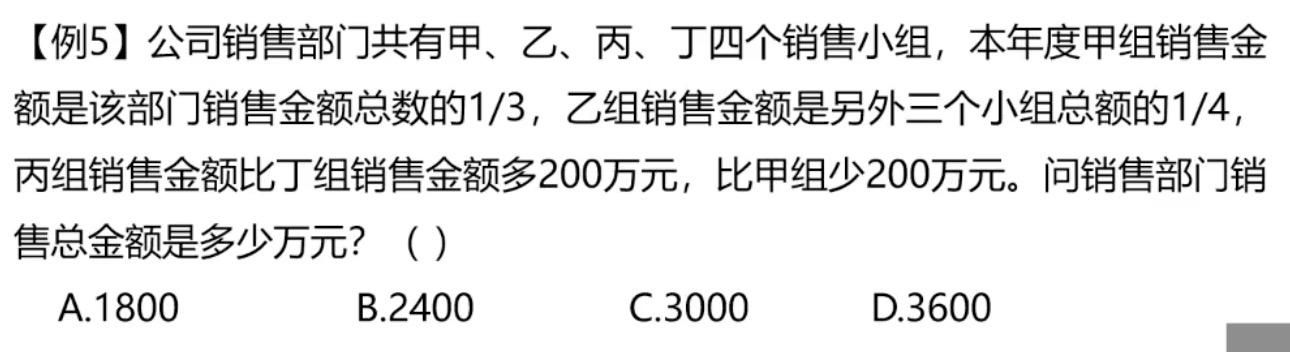 【例5】公司销售部门共有甲、乙、丙、丁四个销售小组，本年度甲组销售金
额是该部门销售金额总数的1/3，乙组销售金额是另外三个小组总额的1/4，
丙组销售金额比丁组销售金额多200万元，比甲组少200万元。问销售部门销
售总金额是多少万元？（ ）
A.1800 B.2400 C.3000 D.3600